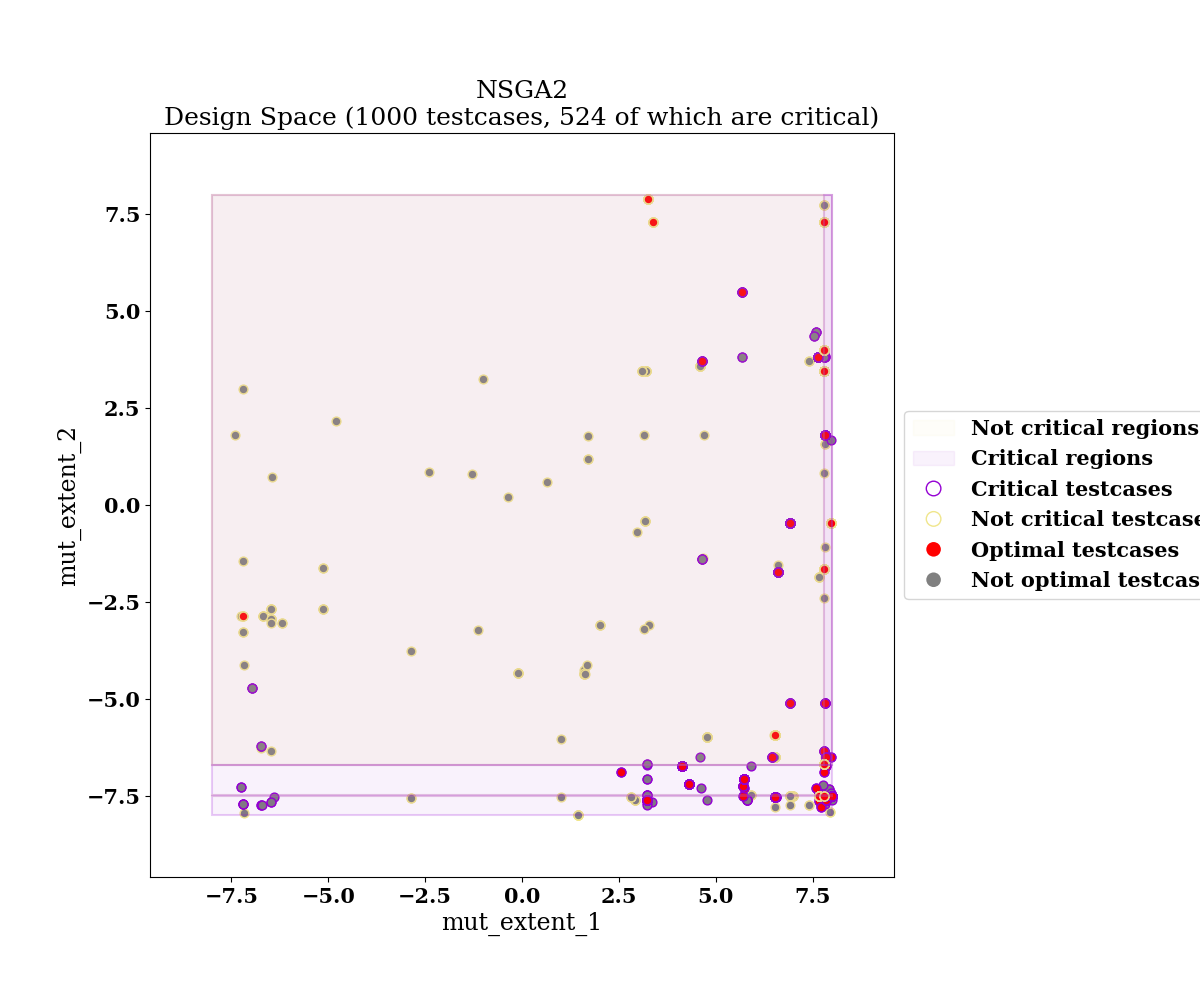 NSGA2
Design Space (1000 testcases, 524 of which are critical)
mut_extent_2
7.5
5.0
2.5
0.0
−2.5
−5.0
−7.5
−7.5 −5.0 −2.5 0.0 2.5 5.0 7.5
mut_extent_1
Not critical regions
Critical regions
Critical testcases
Not critical testcase
Optimal testcases
Not optimal testcas